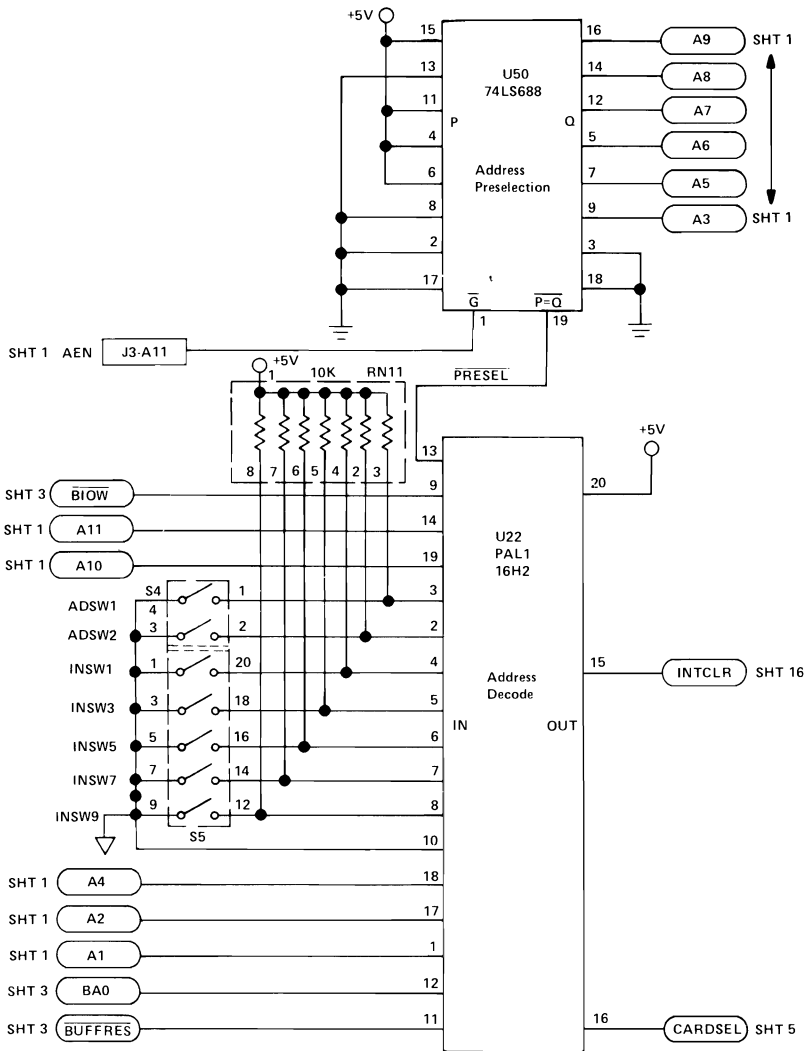 +5V
15 16 A9 SHT 1
13 U50 14 A8
74LS688
11 12 A7
P Q
4 5 A6
6 Address 7 A5
Preselection
8 9 A3 SHT 1
2 3
17 18
G P=Q
1 19
SHT 1 AEN J3-A11
+5V
1 10K RN11
PRESEL
+5V
8 7 6 5 4 2 3
13
20
SHT 3 BIOW 9
SHT 1 A11 14
U22
PAL1
16H2
SHT 1 A10 19
S4
ADSW1 4 1 3
ADSW2 3 2 2
INSW1 1 20 4 15 INTCLR SHT 16
Address
Decode
INSW3 3 18 5
IN OUT
INSW5 5 16 6
INSW7 7 14 7
INSW9 9 12 8
S5
10
SHT 1 A4 18
SHT 1 A2 17
SHT 1 A1 1
SHT 3 BA0 12
SHT 3 BUFFRES 11 16 CARDSEL SHT 5